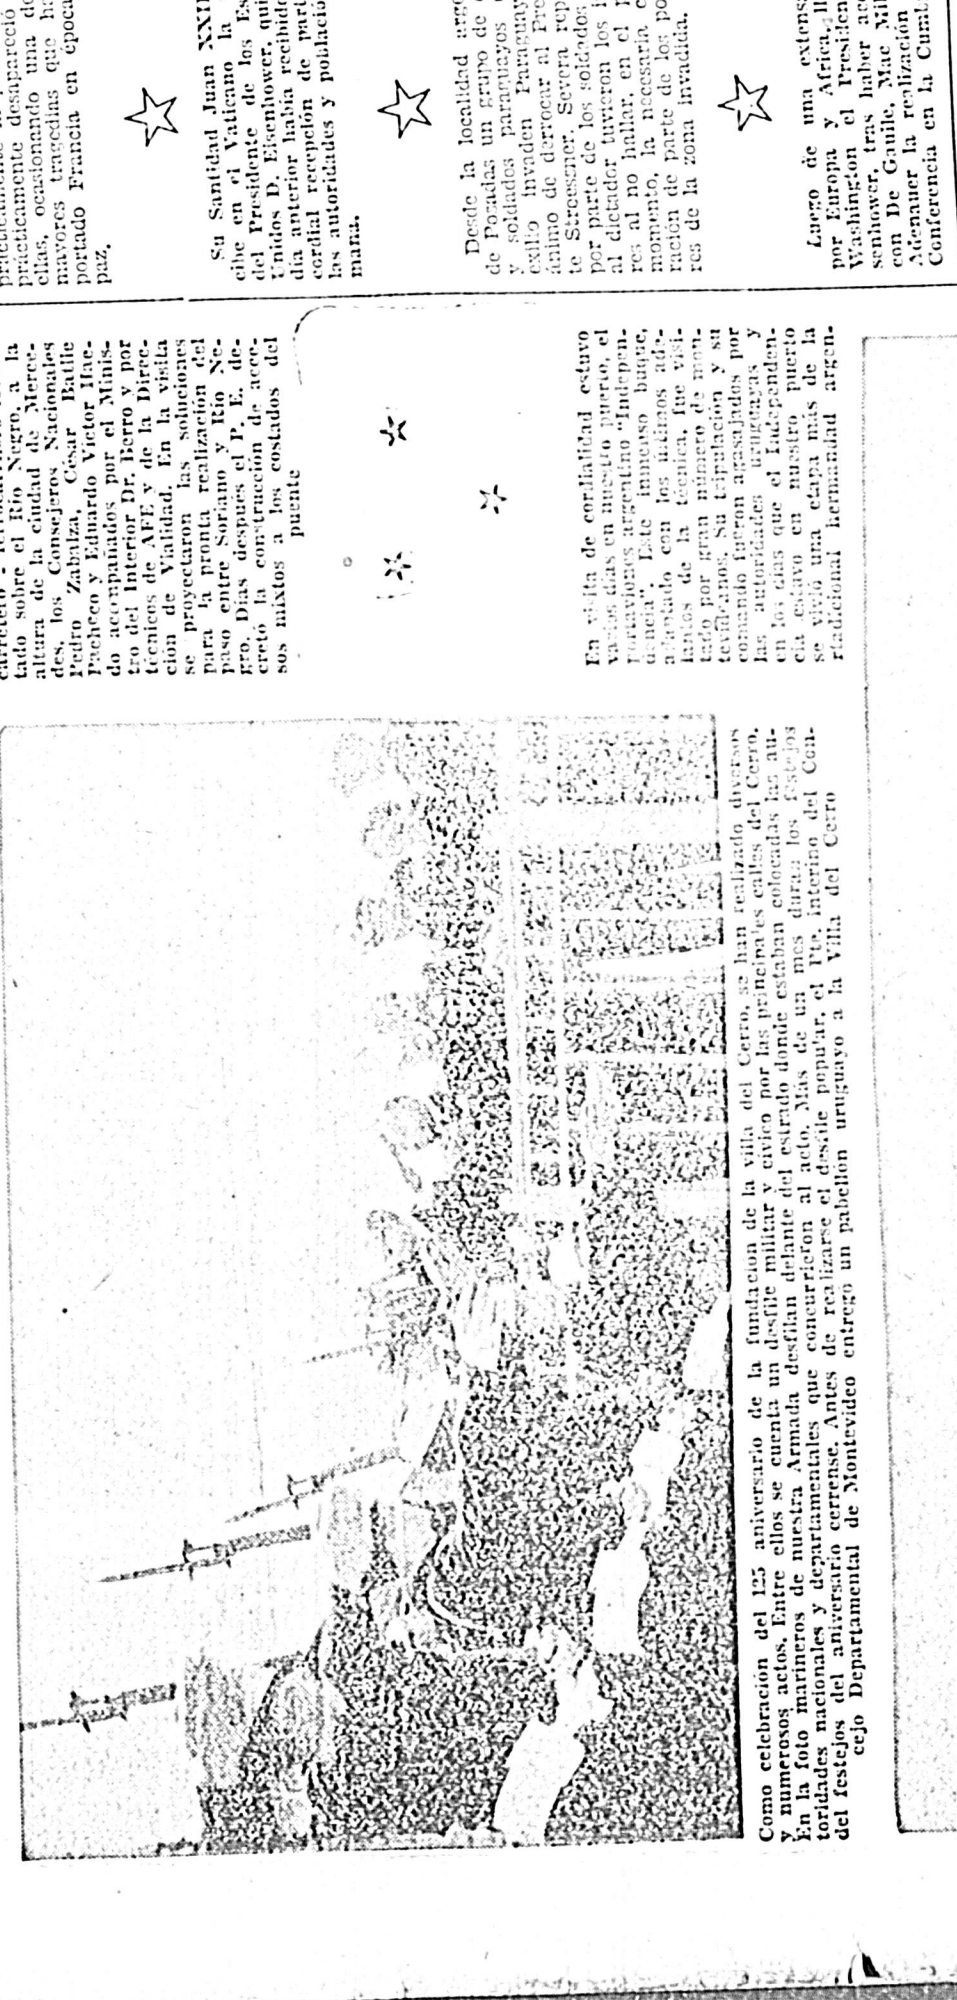 tado sobre el Río Negro, a la
altura de la ciudad de Merce-
des, los Consejeros Nacionales
Pedro Zabalza, César Batlle
Pacheco y Eduardo Víctor Hae-
do acompañados por el Minis-
tro del Interior Dr. Berro y por
técnicos de AFE y de la Direc-
ción de Vialidad. En la visita
se proyectaron las soluciones
para la pronta realización del
paso entre Soriano y Río Ne-
gro. Días después el P. E. de-
cretó la construcción de acce-
sos mixtos a los costados del
puente
En visita de cordialidad estuvo
varios días en nuestro puerto, el
portaviones argentino "Indepen-
dencia". Este inmenso buque,
adaptado con los últimos ade-
lantos de la técnica, fue visi-
tado por gran número de mon-
tevideanos. Su tripulación y su
comando fueron agasajados por
las autoridades uruguayas y
en los días que el Independen-
cia estuvo en nuestro puerto
se vivió una etapa más de la
tradicional hermandad argen-
Como celebración del 125 aniversario de la fundación de la villa del Cerro, se han realizado diversos
y numerosos actos. Entre ellos se cuenta un desfile militar y cívico por las principales calles del Cerro.
En la foto marineros de nuestra Armada desfilan delante del estrado donde estaban colocadas las au-
toridades nacionales y departamentales que concurrieron al acto. Más de un mes duran los festejos
del festejos del aniversario cerrense. Antes de realizarse el desfile popular, el Pte. interino del Con-
cejo Departamental de Montevideo entregó un pabellón uruguayo a la Villa del Cerro
prácticamente desapareció
ellas, ocasionando una de
mayores tragedias que
portado Francia en época
paz.
Su Santidad Juan
cibe en el Vaticano la
del Presidente de los
Unidos D. Eisenhower,
día anterior había
cordial recepción de
las autoridades y
mana.
Desde la localidad
de Posadas un grupo de
y soldados paraguayos
exilio invaden
ánimo de derrocar al
te Stroessner. Severa
por parte de los soldados
al dictador tuvieron los
res al no hallar, en el
momento, la necesaria
ración de parte de los
res de la zona invadida.
Luego de una
por Europa y África,
Washington el
senhower, tras haber
con De Gaulle, Mac
Adenauer la realización
Conferencia en la